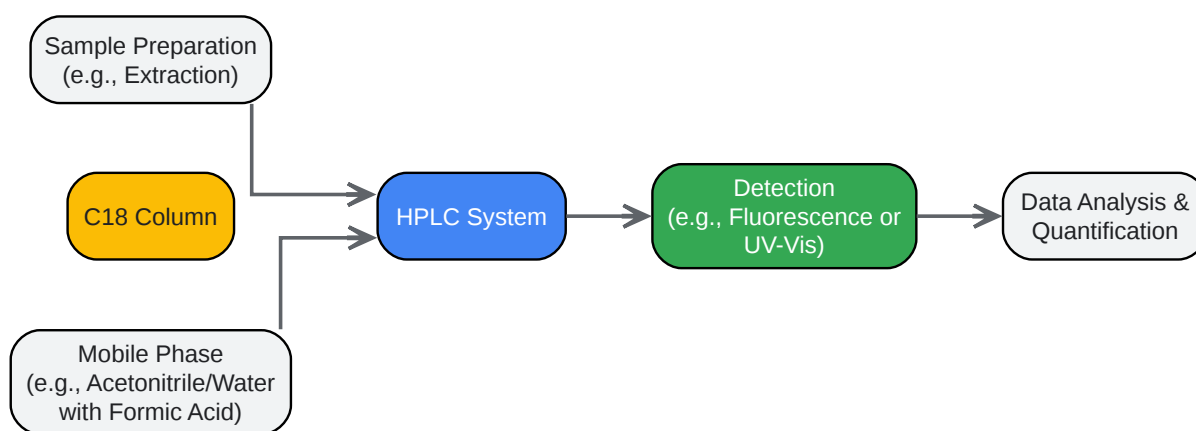 Sample Preparation
(e.g., Extraction)
C18 Column
HPLC System
Detection
(e.g., Fluorescence or
UV-Vis)
Data Analysis &
Quantification
Mobile Phase
(e.g., Acetonitrile/Water
with Formic Acid)